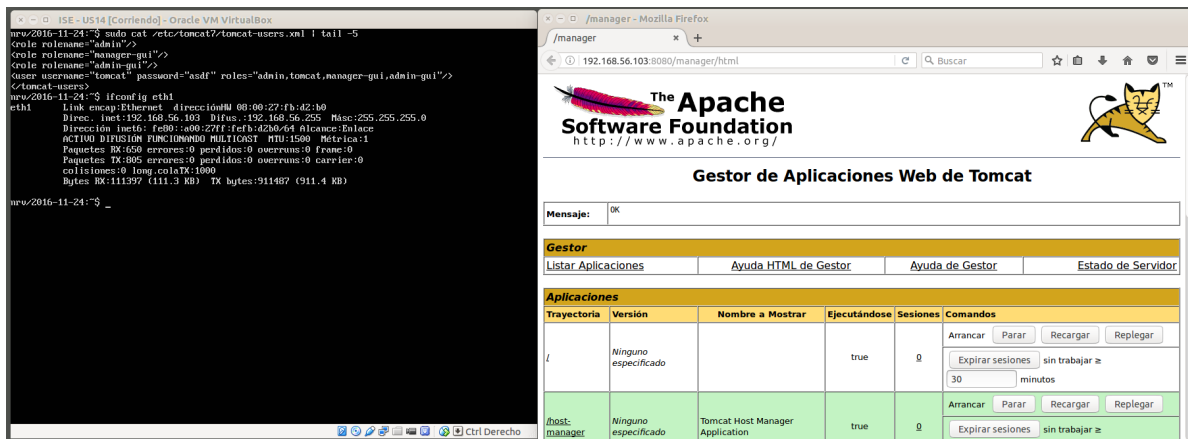 ISE - US14 [Corriendo] - Oracle VM VirtualBox
nrv/2016-11-24:~$ sudo cat /etc/tomcat7/tomcat-users.xml | tail -5
<role rolename="admin"/>
<role rolename="manager-gui"/>
<role rolename="admin-gui"/>
<user username="tomcat" password="asdf" roles="admin,tomcat,manager-gui,admin-gui"/>
</tomcat-users>
nrv/2016-11-24:~$ ifconfig eth1
eth1 Link encap:Ethernet direcciónHW 08:00:27:fb:d2:b0
Direc. inet:192.168.56.103 Difus.:192.168.56.255 Másc:255.255.255.0
Dirección inet6: fe80::a00:27ff:fefb:d2b0/64 Alcance:Enlace
ACTIVO DIFUSIÓN FUNCIONANDO MULTICAST MTU:1500 Métrica:1
Paquetes RX:650 errores:0 perdidos:0 overruns:0 frame:0
Paquetes TX:805 errores:0 perdidos:0 overruns:0 carrier:0
colisiones:0 long.colaTX:1000
Bytes RX:111397 (111.3 KB) TX bytes:911487 (911.4 KB)
nrv/2016-11-24:~$ _
Ctrl Derecho
/manager - Mozilla Firefox
/manager
192.168.56.103:8080/manager/html
Buscar
The Apache
Software Foundation
http://www.apache.org/
TM
Gestor de Aplicaciones Web de Tomcat
Mensaje: OK
Gestor
Listar Aplicaciones Ayuda HTML de Gestor Ayuda de Gestor Estado de Servidor
Aplicaciones
Trayectoria Versión Nombre a Mostrar Ejecutándose Sesiones Comandos
/ Ninguno especificado true 0 Arrancar Parar Recargar Replegar
Expirar sesiones sin trabajar ≥
30 minutos
/host-manager Ninguno especificado Tomcat Host Manager Application true 0 Arrancar Parar Recargar Replegar
Expirar sesiones sin trabajar ≥